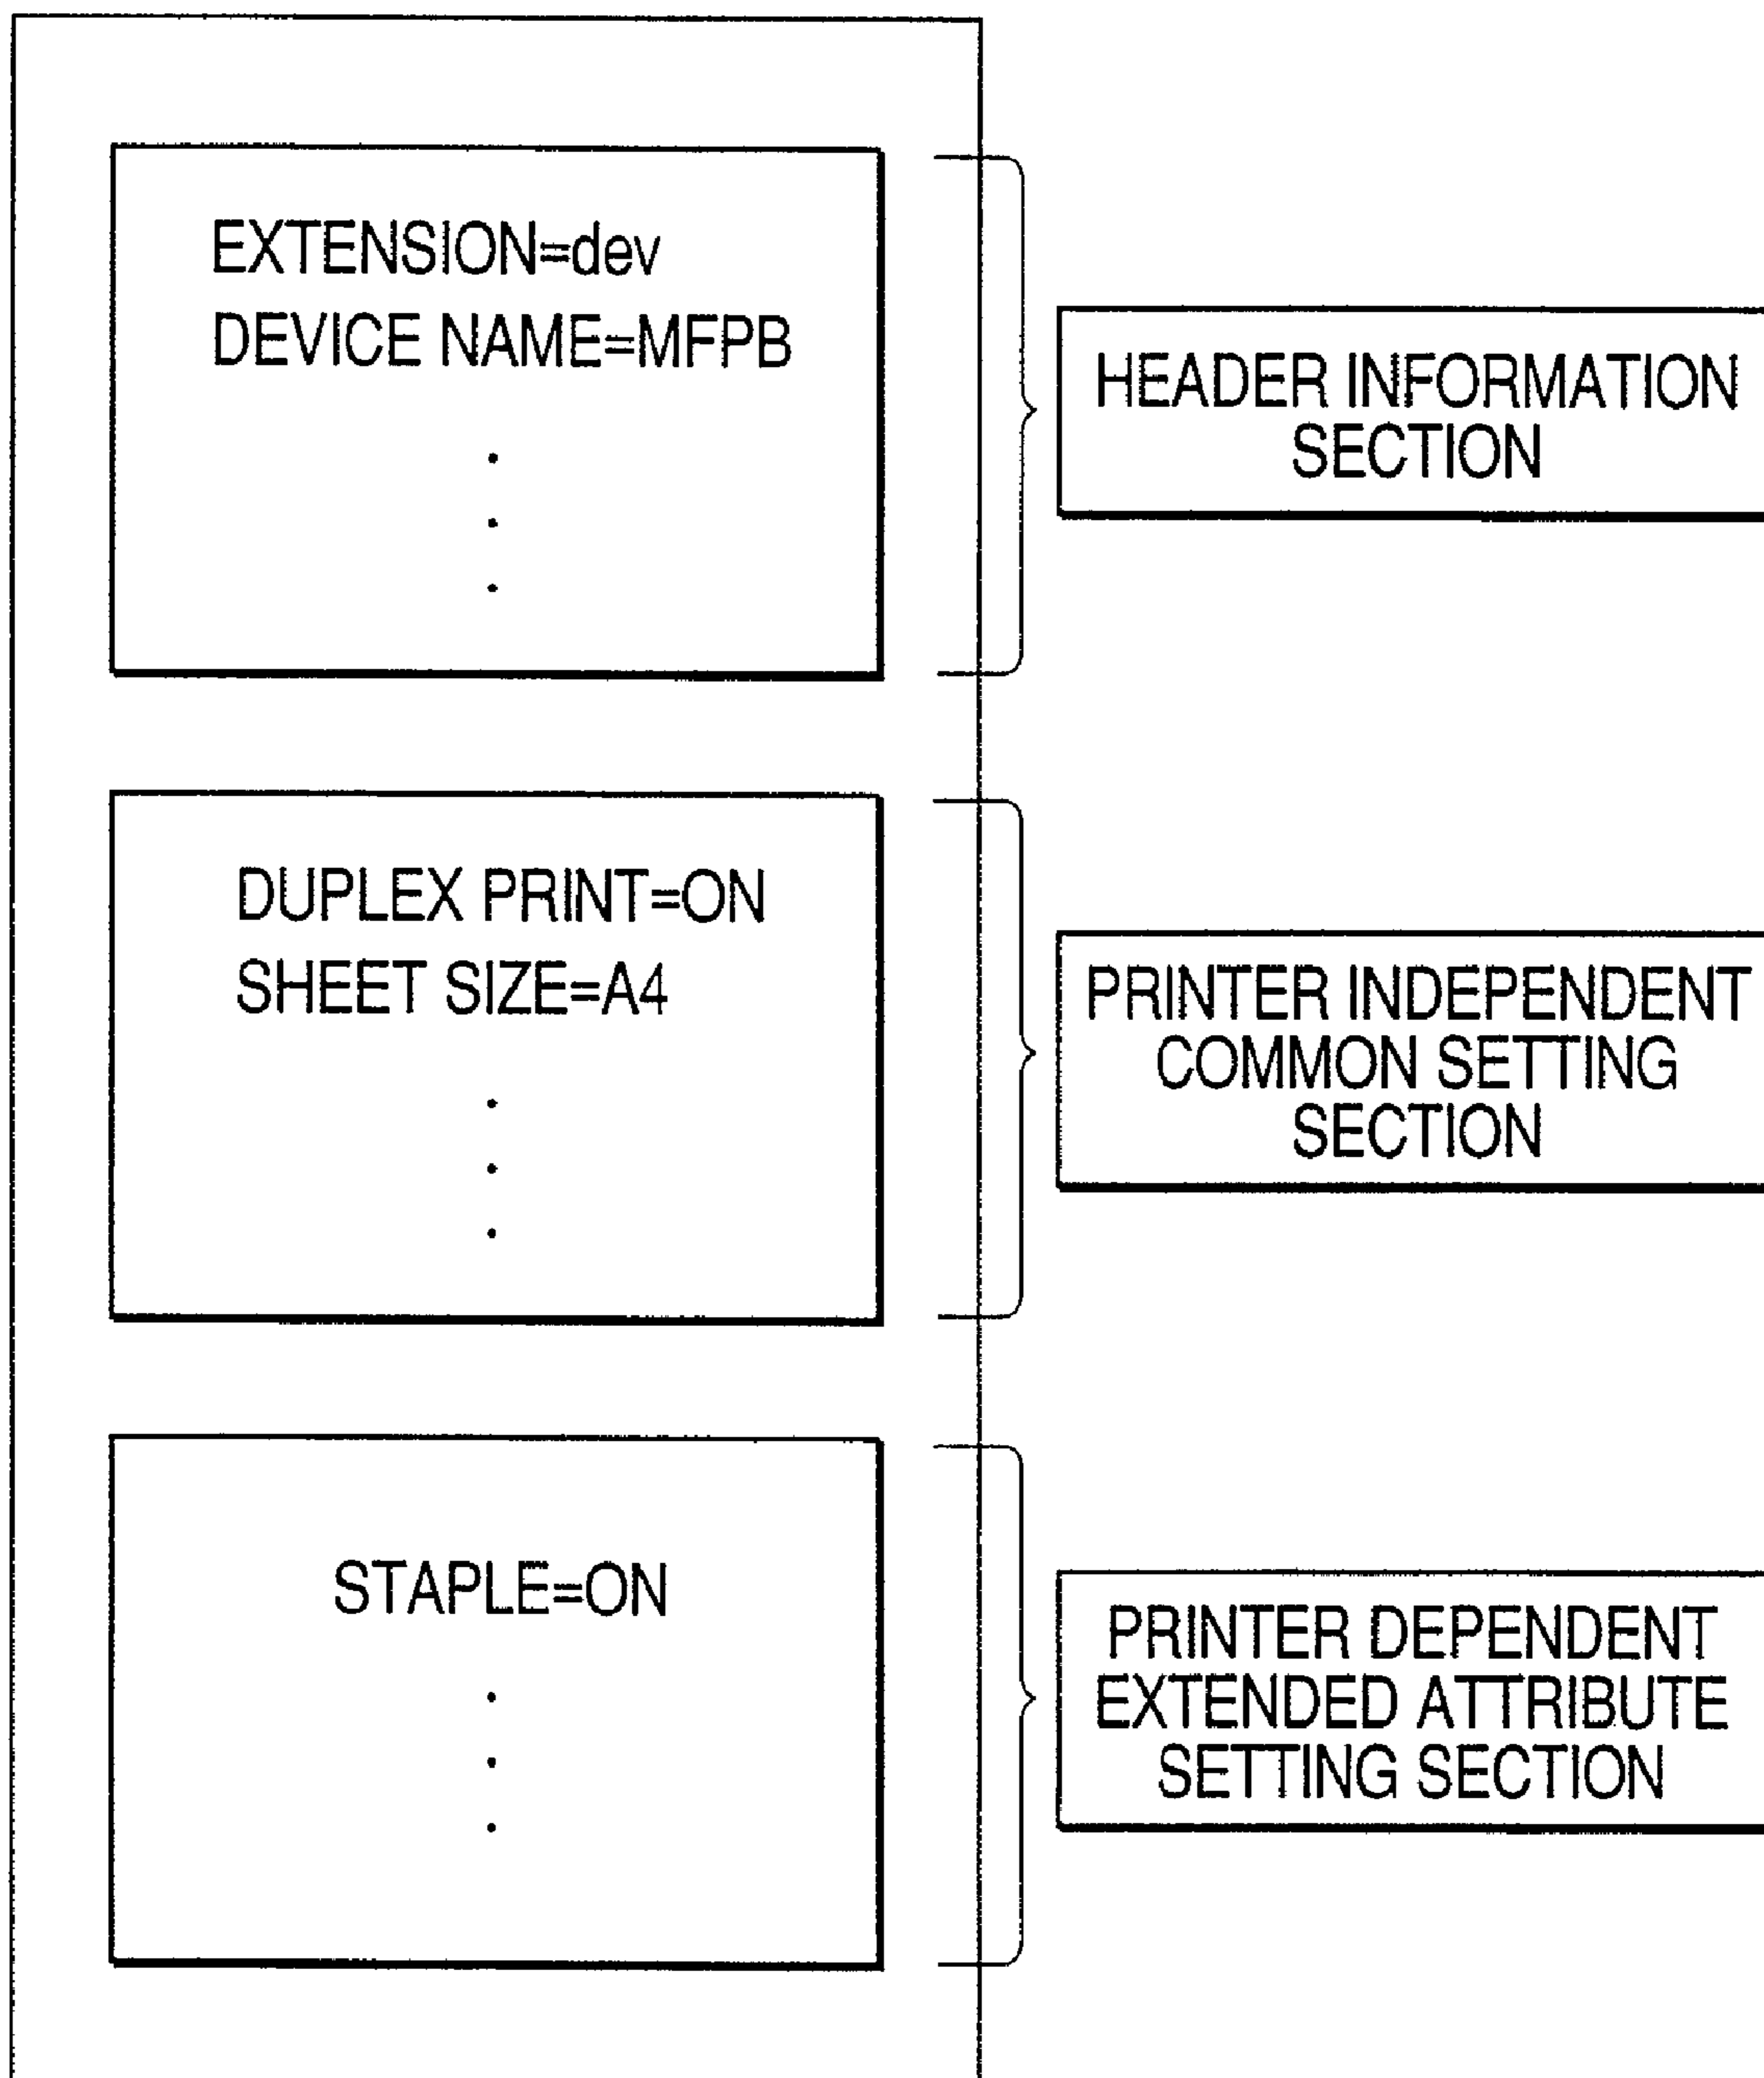 EXTENSION=dev
DEVICE NAME=MFPB
HEADER INFORMATION
SECTION
DUPLEX PRINT=ON
SHEET SIZE=A4
PRINTER INDEPENDENT
COMMON SETTING
SECTION
STAPLE=ON
PRINTER DEPENDENT
EXTENDED ATTRIBUTE
SETTING SECTION